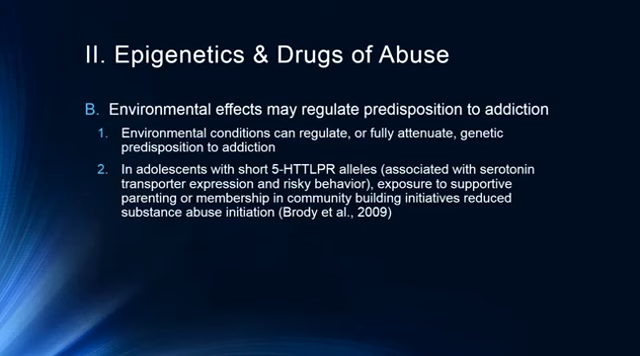 II. Epigenetics & Drugs of Abuse
B. Environmental effects may regulate predisposition to addiction
1. Environmental conditions can regulate, or fully attenuate, genetic
predisposition to addiction
2. In adolescents with short 5-HTTLPR alleles (associated with serotonin
transporter expression and risky behavior), exposure to supportive
parenting or membership in community building initiatives reduced
substance abuse initiation (Brody et al., 2009)